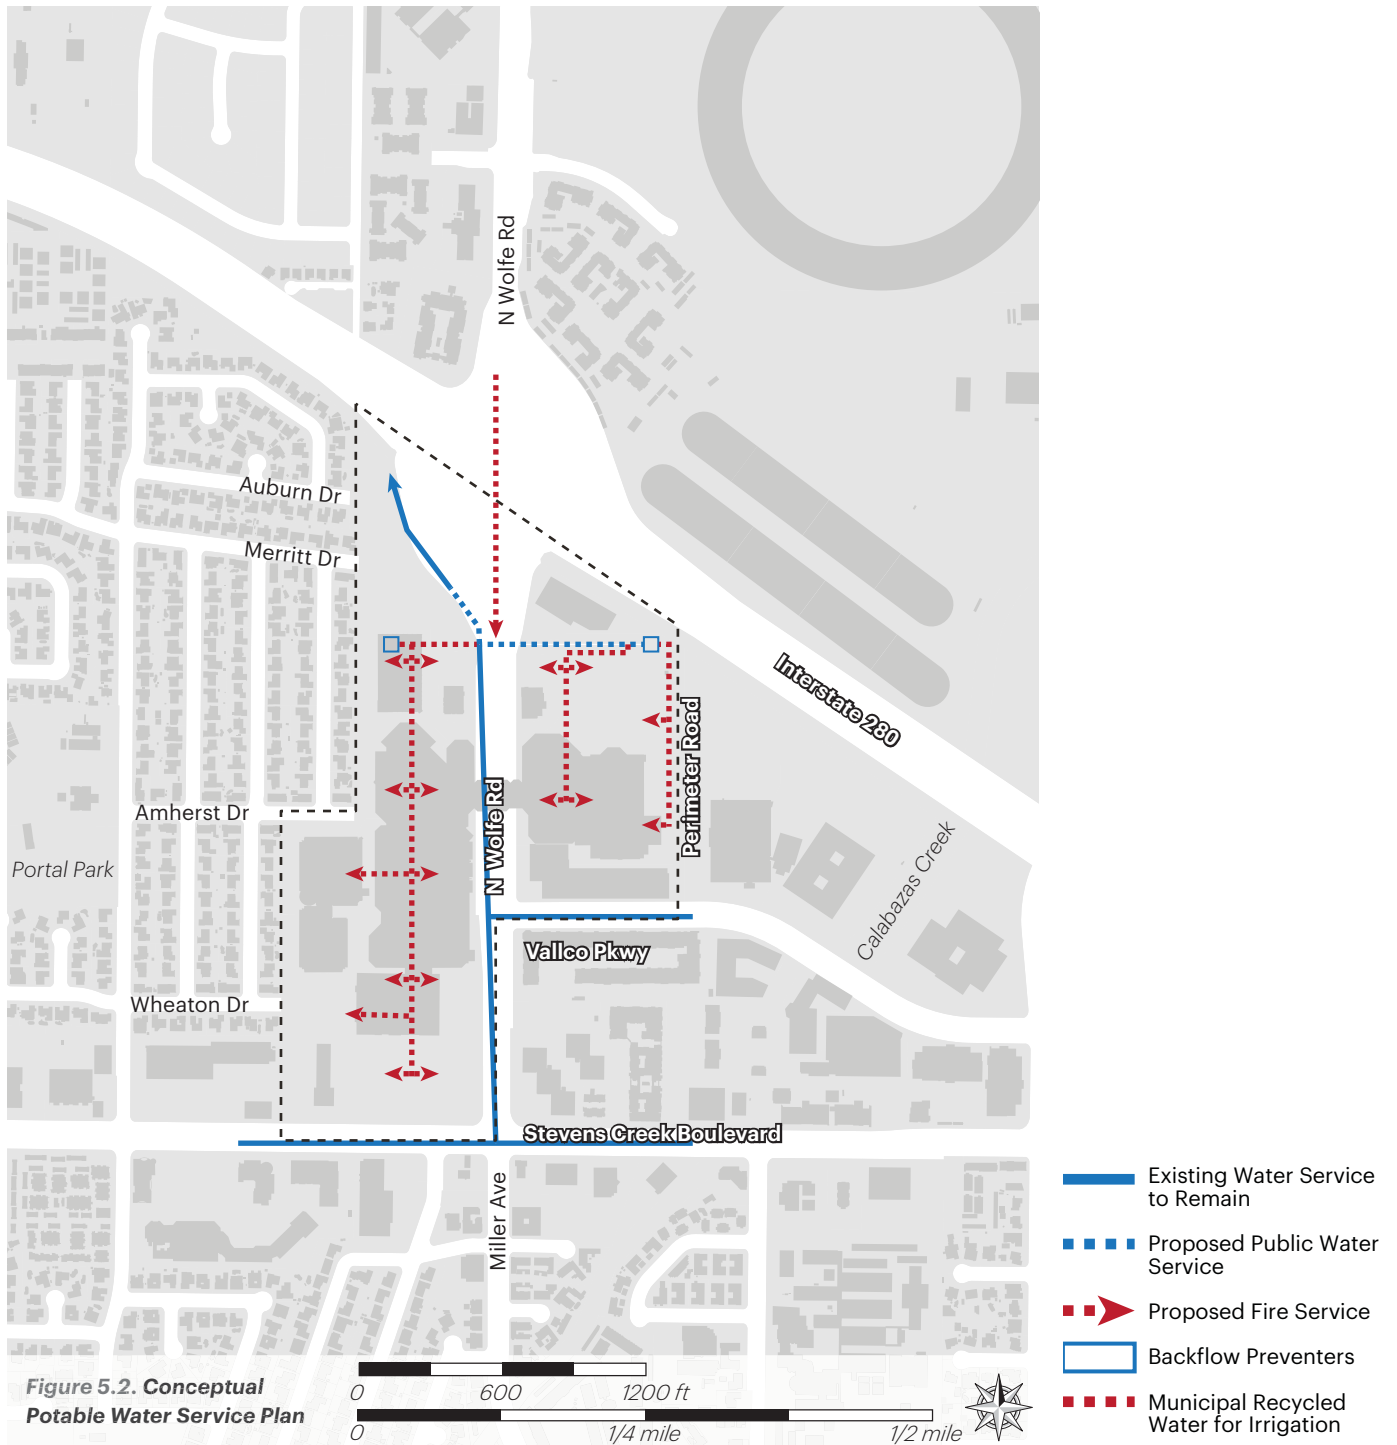 N Wolfe Rd
Auburn Dr
Merritt Dr
Interstate 280
Perimeter Road
N Wolfe Rd
Amherst Dr
Portal Park
Calabazas Creek
Vallco Pkwy
Wheaton Dr
Stevens Creek Boulevard
Miller Ave
Existing Water Service
to Remain
Proposed Public Water
Service
Proposed Fire Service
Backflow Preventers
Municipal Recycled
Water for Irrigation
Figure 5.2. Conceptual
Potable Water Service Plan
0 600 1200 ft
0 1/4 mile 1/2 mile